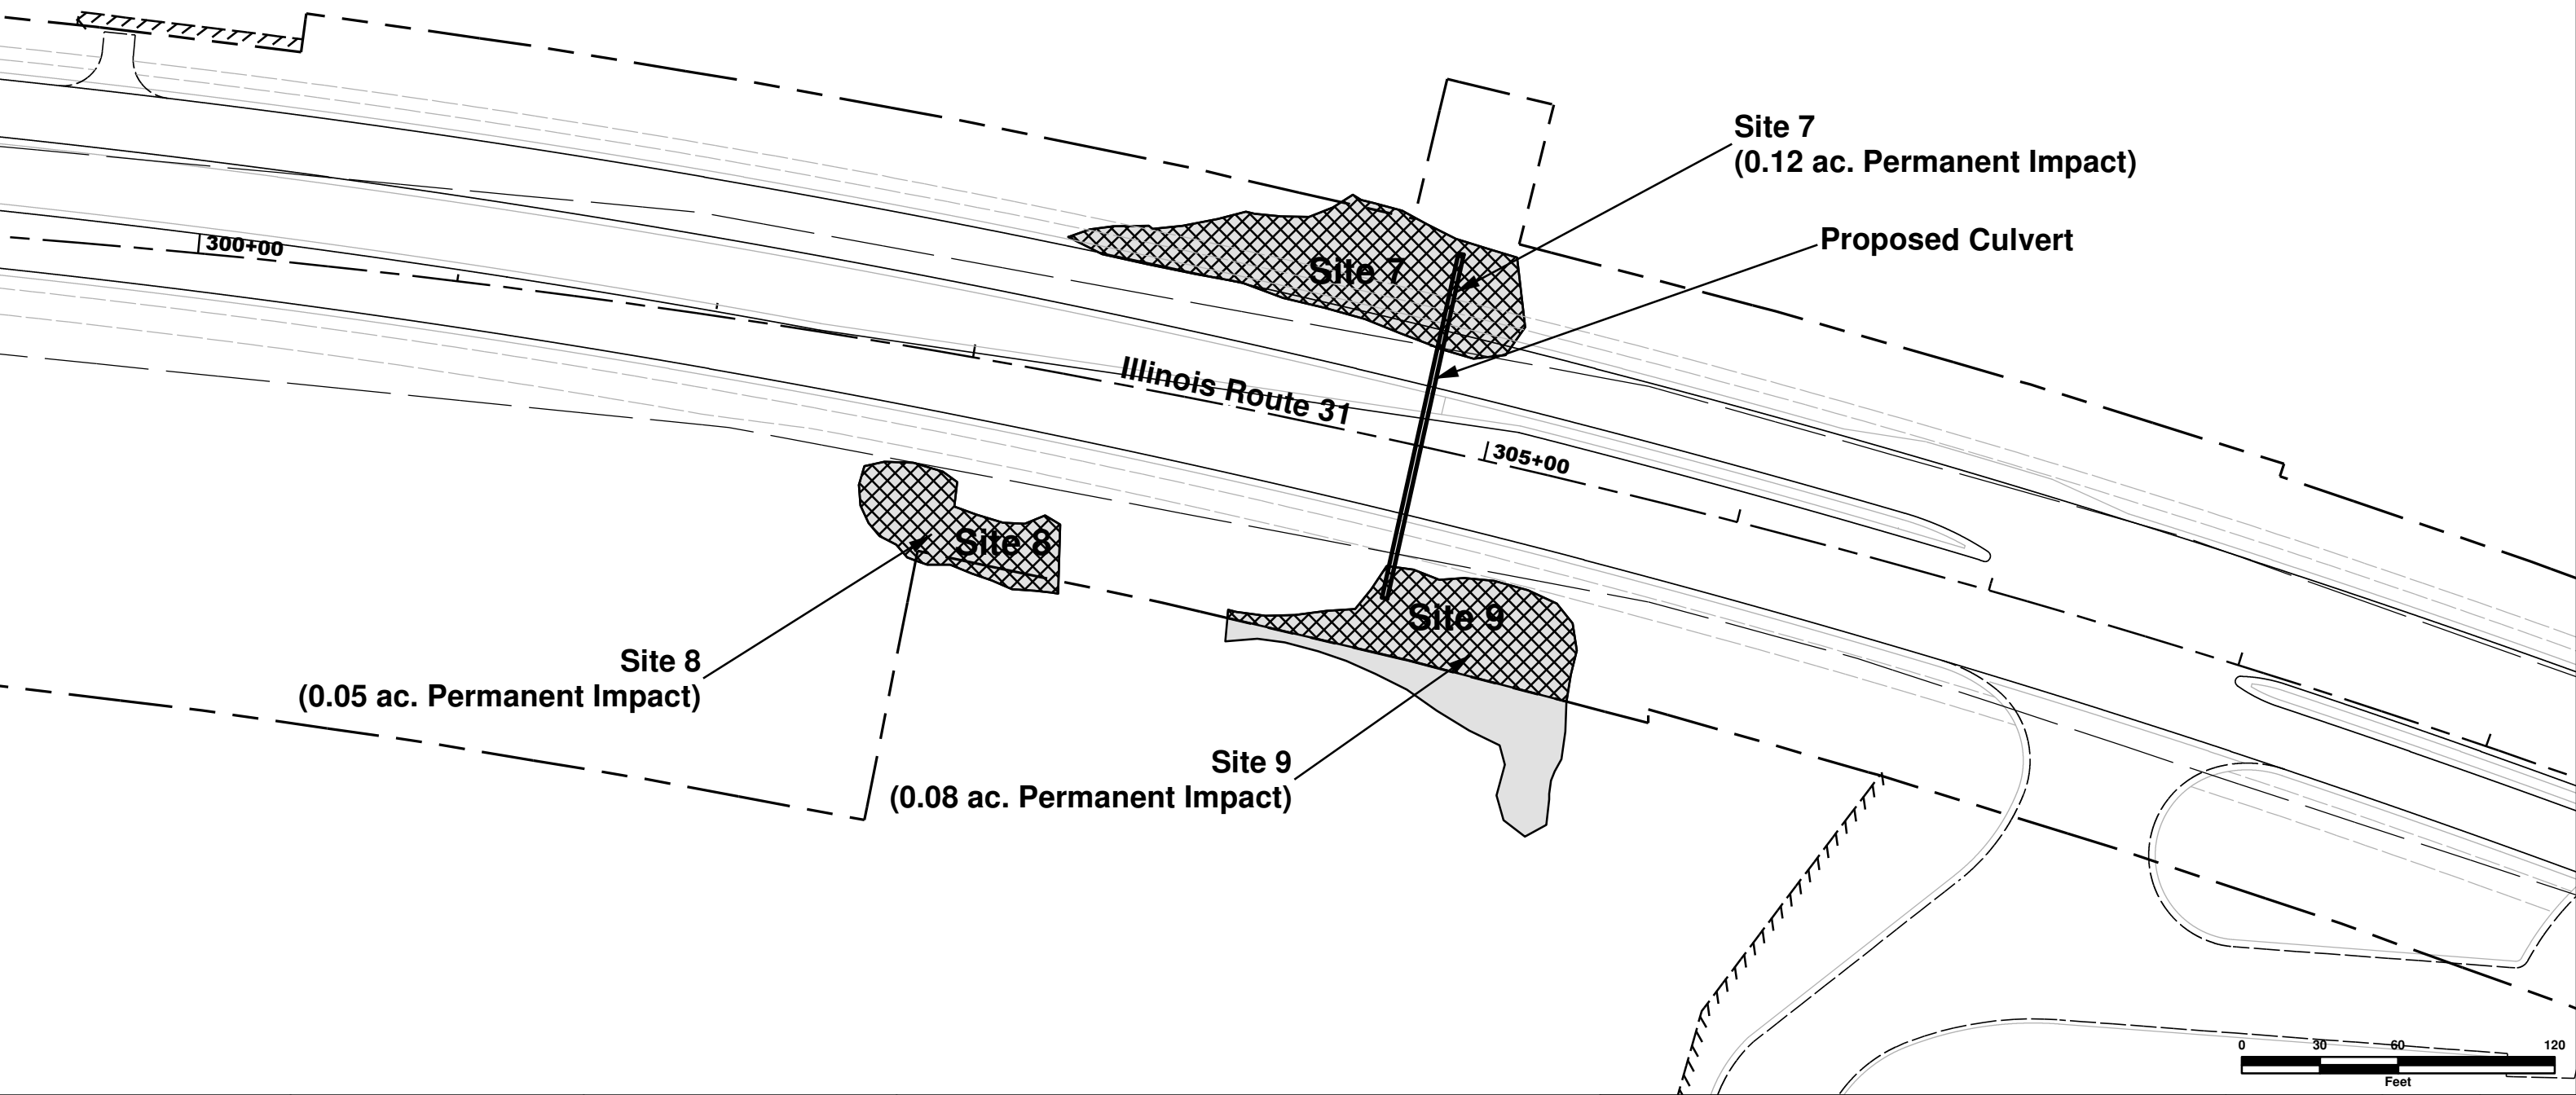 Site 7
(0.12 ac. Permanent Impact)
Proposed Culvert
300+00
Site 7
Illinois Route 31
305+00
Site 8
Site 9
Site 8
(0.05 ac. Permanent Impact)
Site 9
(0.08 ac. Permanent Impact)
0 30 60 120
Feet